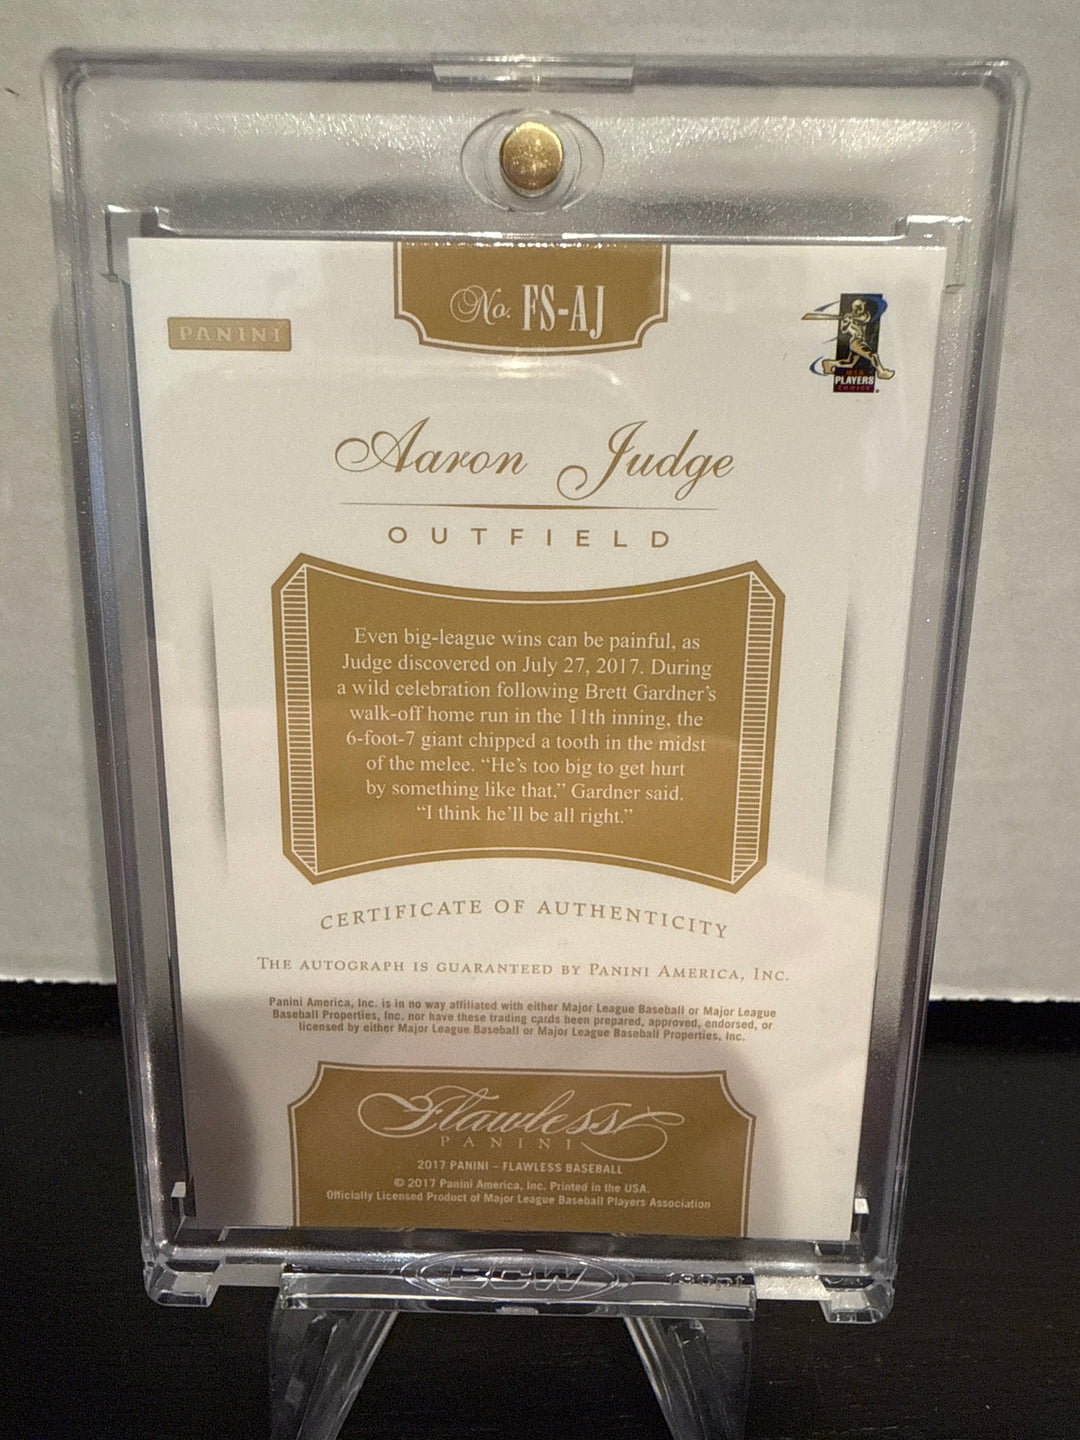 No. FS-AJ
PANINI
MLB
PLAYERS
CHOICE
Aaron Judge
OUTFIELD
Even big-league wins can be painful, as
Judge discovered on July 27, 2017. During
a wild celebration following Brett Gardner's
walk-off home run in the 11th inning, the
6-foot-7 giant chipped a tooth in the midst
of the melee. “He's too big to get hurt
by something like that,” Gardner said.
“I think he'll be all right.”
CERTIFICATE OF AUTHENTICITY
THE AUTOGRAPH IS GUARANTEED BY PANINI AMERICA, INC.
Panini America, Inc. is in no way affiliated with either Major League Baseball or Major League
Baseball Properties, Inc. nor have these trading cards been prepared, approved, endorsed, or
licensed by either Major League Baseball or Major League Baseball Properties, Inc.
Flawless
PANINI
2017 PANINI – FLAWLESS BASEBALL
© 2017 Panini America, Inc. Printed in the USA.
Officially Licensed Product of Major League Baseball Players Association
BCW